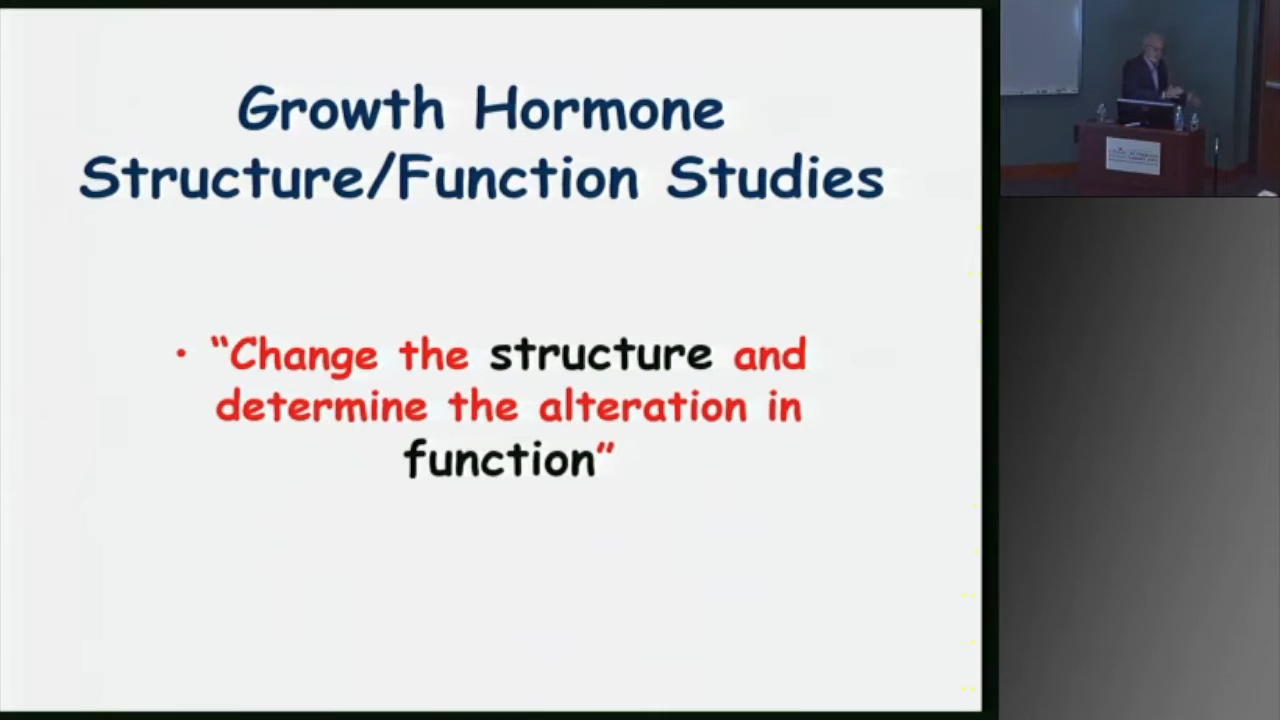 Growth Hormone
Structure/Function Studies
• “Change the structure and
determine the alteration in
function”